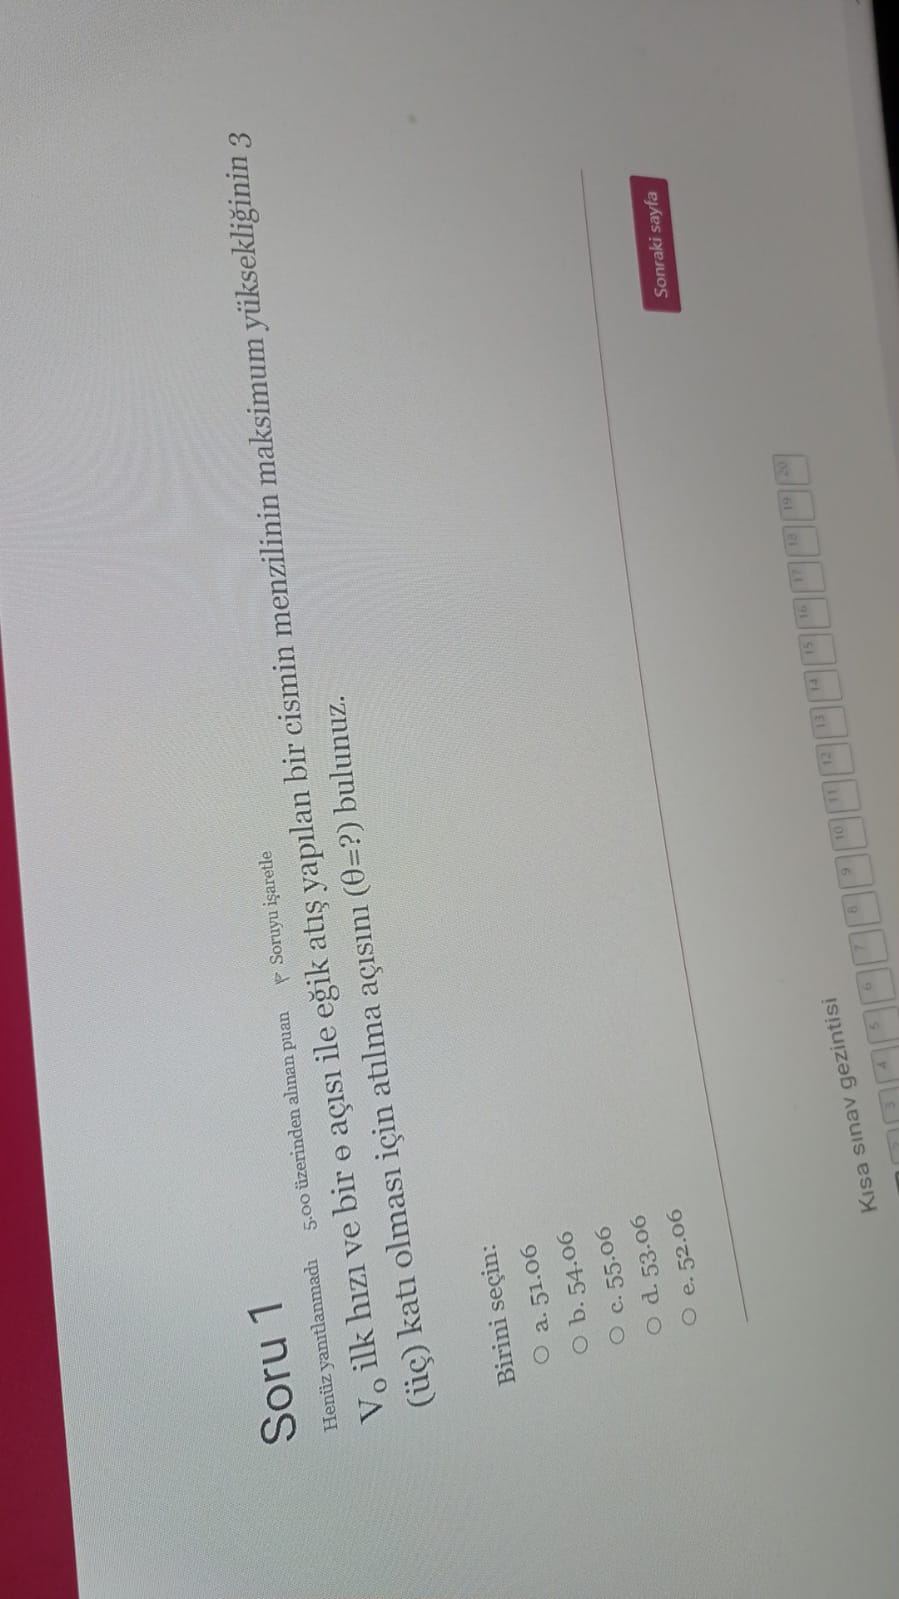 Soru 1
Henüz yanıtlanmadı 5.00 üzerinden alınan puan Soruyu işaretle
V₀ ilk hızı ve bir ɵ açısı ile eğik atış yapılan bir cismin menzilinin maksimum yüksekliğinin 3
(üç) katı olması için atılma açısını (θ=?) bulunuz.
Birini seçin:
a. 51.06
b. 54.06
c. 55.06
d. 53.06
e. 52.06
Sonraki sayfa
Kısa sınav gezintisi
3 4 5 6 7 8 9 10 11 12 13 14 15 16 17 18 19 20